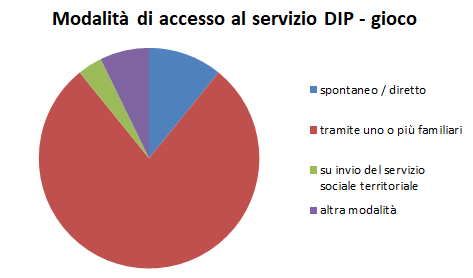 Modalità di accesso al servizio DIP - gioco
spontaneo / diretto
tramite uno o più familiari
su invio del servizio
sociale territoriale
altra modalità